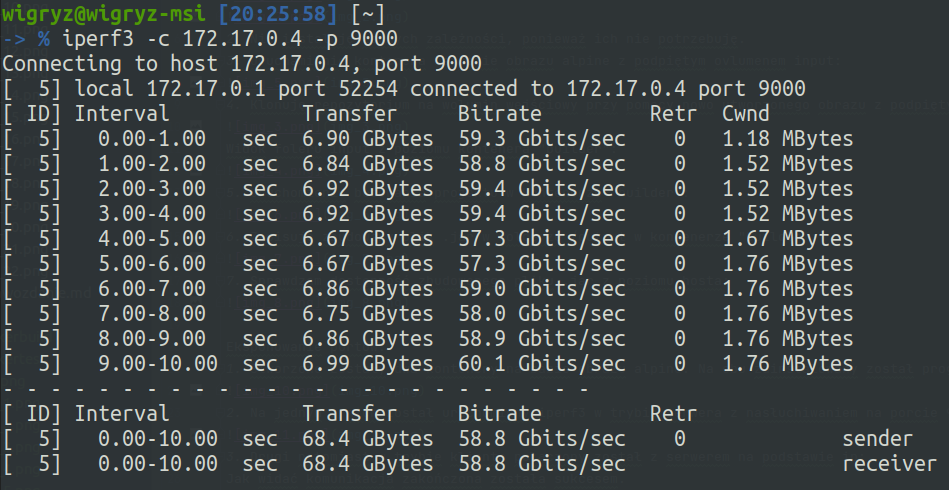 wigryz@wigryz-msi [20:25:58] [~]
-> % iperf3 -c 172.17.0.4 -p 9000
Connecting to host 172.17.0.4, port 9000
[  5] local 172.17.0.1 port 52254 connected to 172.17.0.4 port 9000
[ ID] Interval           Transfer     Bitrate         Retr  Cwnd
[  5]   0.00-1.00   sec  6.90 GBytes  59.3 Gbits/sec    0   1.18 MBytes
[  5]   1.00-2.00   sec  6.84 GBytes  58.8 Gbits/sec    0   1.52 MBytes
[  5]   2.00-3.00   sec  6.92 GBytes  59.4 Gbits/sec    0   1.52 MBytes
[  5]   3.00-4.00   sec  6.92 GBytes  59.4 Gbits/sec    0   1.52 MBytes
[  5]   4.00-5.00   sec  6.67 GBytes  57.3 Gbits/sec    0   1.67 MBytes
[  5]   5.00-6.00   sec  6.67 GBytes  57.3 Gbits/sec    0   1.76 MBytes
[  5]   6.00-7.00   sec  6.86 GBytes  59.0 Gbits/sec    0   1.76 MBytes
[  5]   7.00-8.00   sec  6.75 GBytes  58.0 Gbits/sec    0   1.76 MBytes
[  5]   8.00-9.00   sec  6.86 GBytes  58.9 Gbits/sec    0   1.76 MBytes
[  5]   9.00-10.00  sec  6.99 GBytes  60.1 Gbits/sec    0   1.76 MBytes
- - - - - - - - - - - - - - - - - - - - - - - - -
[ ID] Interval           Transfer     Bitrate         Retr
[  5]   0.00-10.00  sec  68.4 GBytes  58.8 Gbits/sec    0             sender
[  5]   0.00-10.00  sec  68.4 GBytes  58.8 Gbits/sec                  receiver